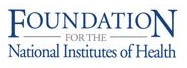 FOUNDATION
FOR THE
National Institutes of Health